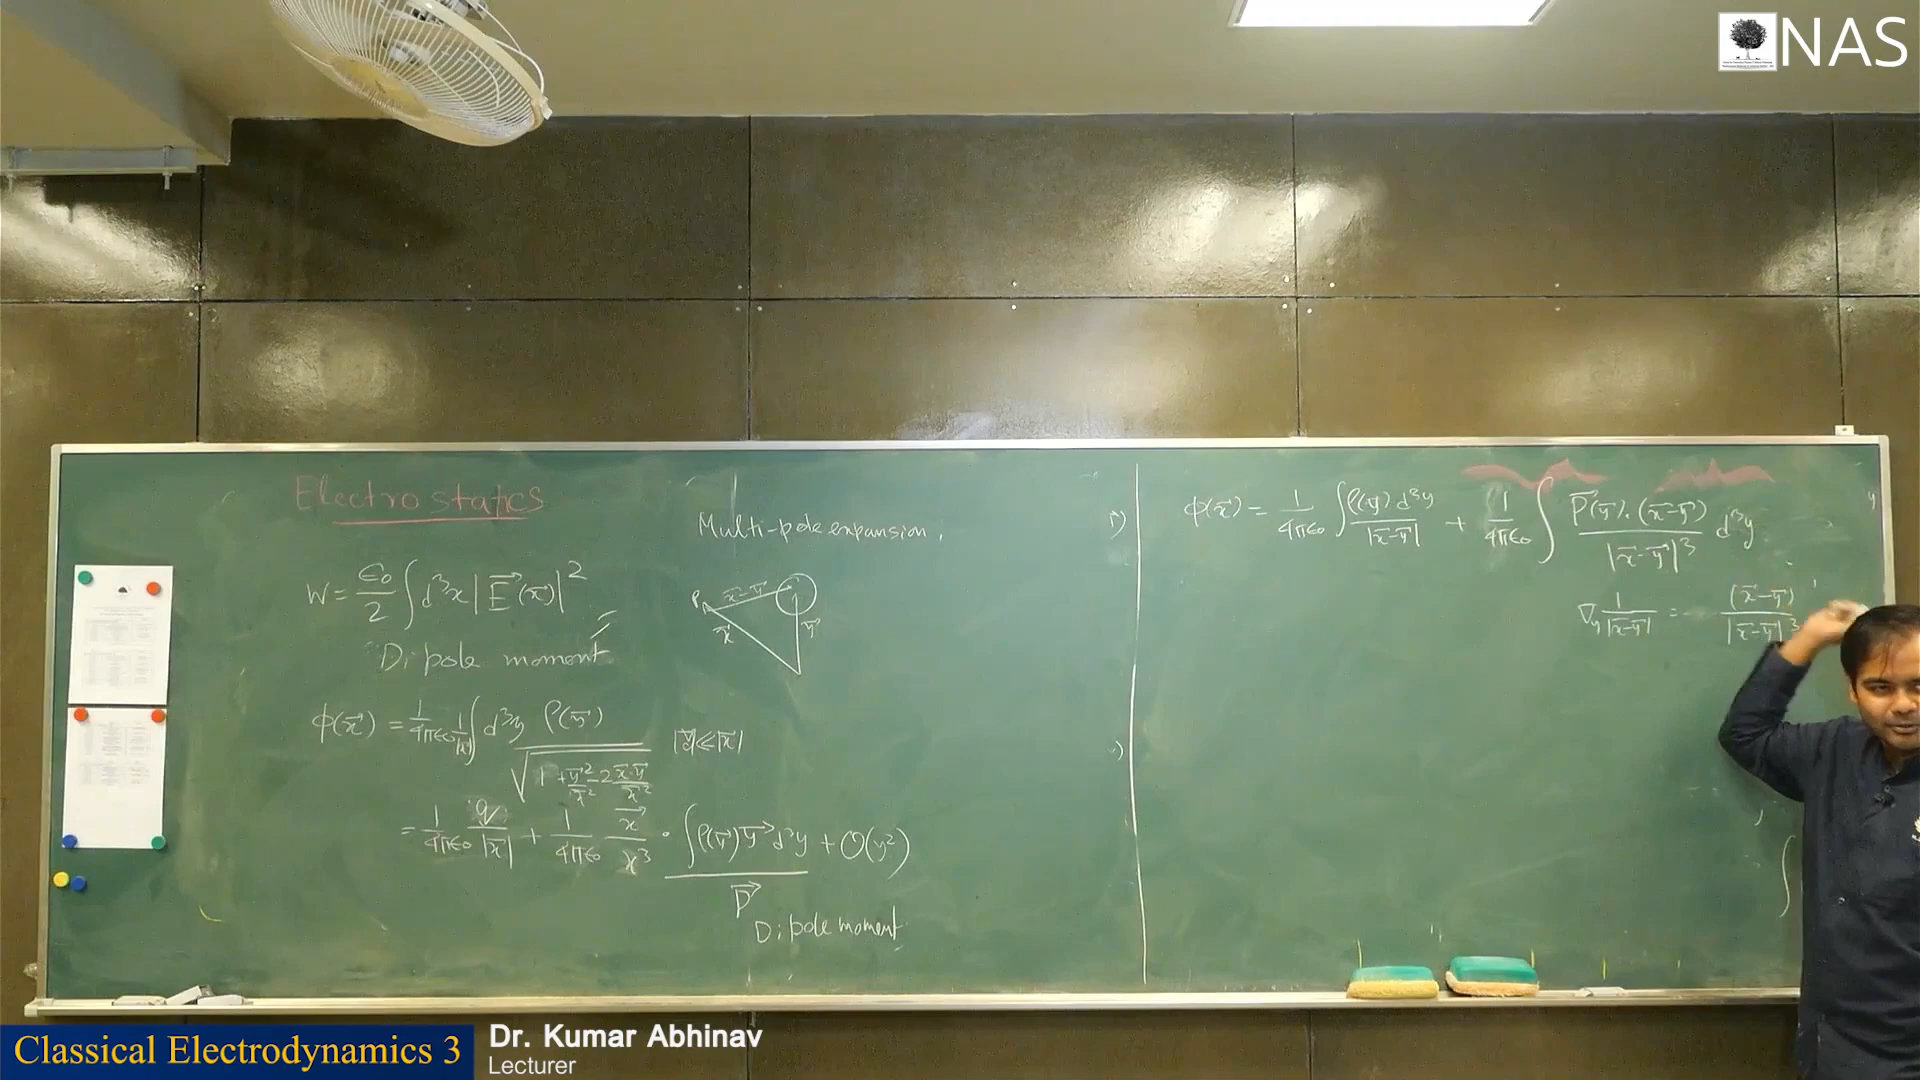 NAS
Electrostatics
W = ϵ₀/2 ∫ d³x |E⃗(x⃗)|²
Dipole moment
ϕ(x⃗) = 1/4πϵ₀ 1/|x⃗| ∫ d³y ρ(y⃗) / √(1 + y⃗²/x⃗² - 2 x⃗·y⃗/x⃗²)
|y⃗| ≪ |x⃗|
= 1/4πϵ₀ q/|x⃗| + 1/4πϵ₀ x⃗/x³ · ∫ρ(y⃗) y⃗ d³y + O(y²)
P⃗
Dipole moment
Multi-pole expansion.
P
x⃗-y⃗
x⃗
y⃗
ϕ(x⃗) = 1/4πϵ₀ ∫ ρ(y⃗) d³y / |x⃗-y⃗| + 1/4πϵ₀ ∫ P⃗(y⃗)·(x⃗-y⃗) / |x⃗-y⃗|³ d³y
∇y 1/|x⃗-y⃗| = (x⃗-y⃗) / |x⃗-y⃗|³
Classical Electrodynamics 3
Dr. Kumar Abhinav
Lecturer